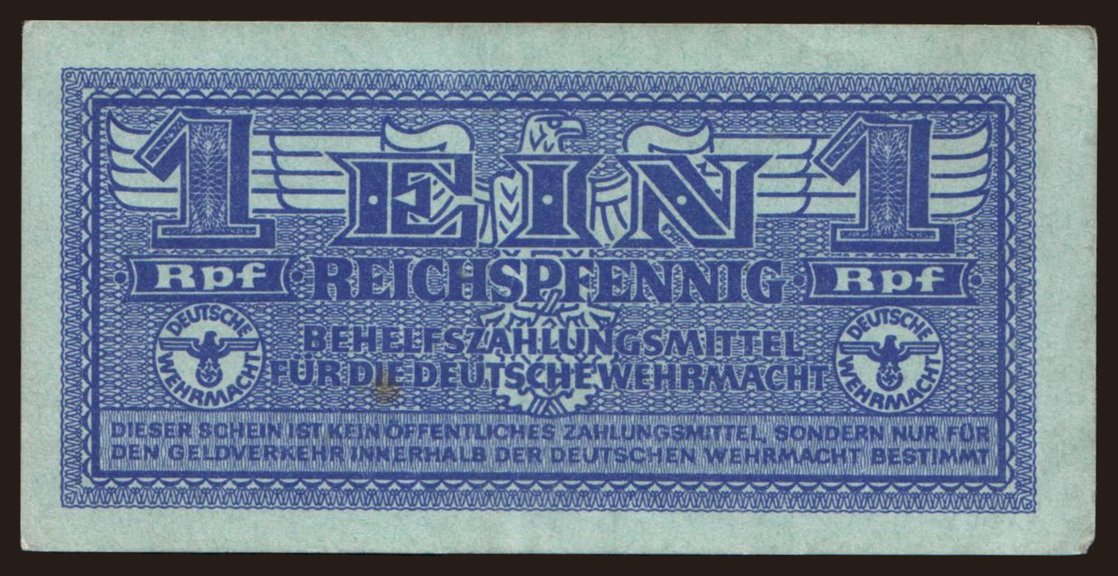 1 EIN 1
Rpf REICHSPFENNIG Rpf
DEUTSCHE WEHRMACHT
BEHELFSZAHLUNGSMITTEL
FÜR DIE DEUTSCHE WEHRMACHT
DEUTSCHE WEHRMACHT
DIESER SCHEIN IST KEIN ÖFFENTLICHES ZAHLUNGSMITTEL, SONDERN NUR FÜR
DEN GELDVERKEHR INNERHALB DER DEUTSCHEN WEHRMACHT BESTIMMT